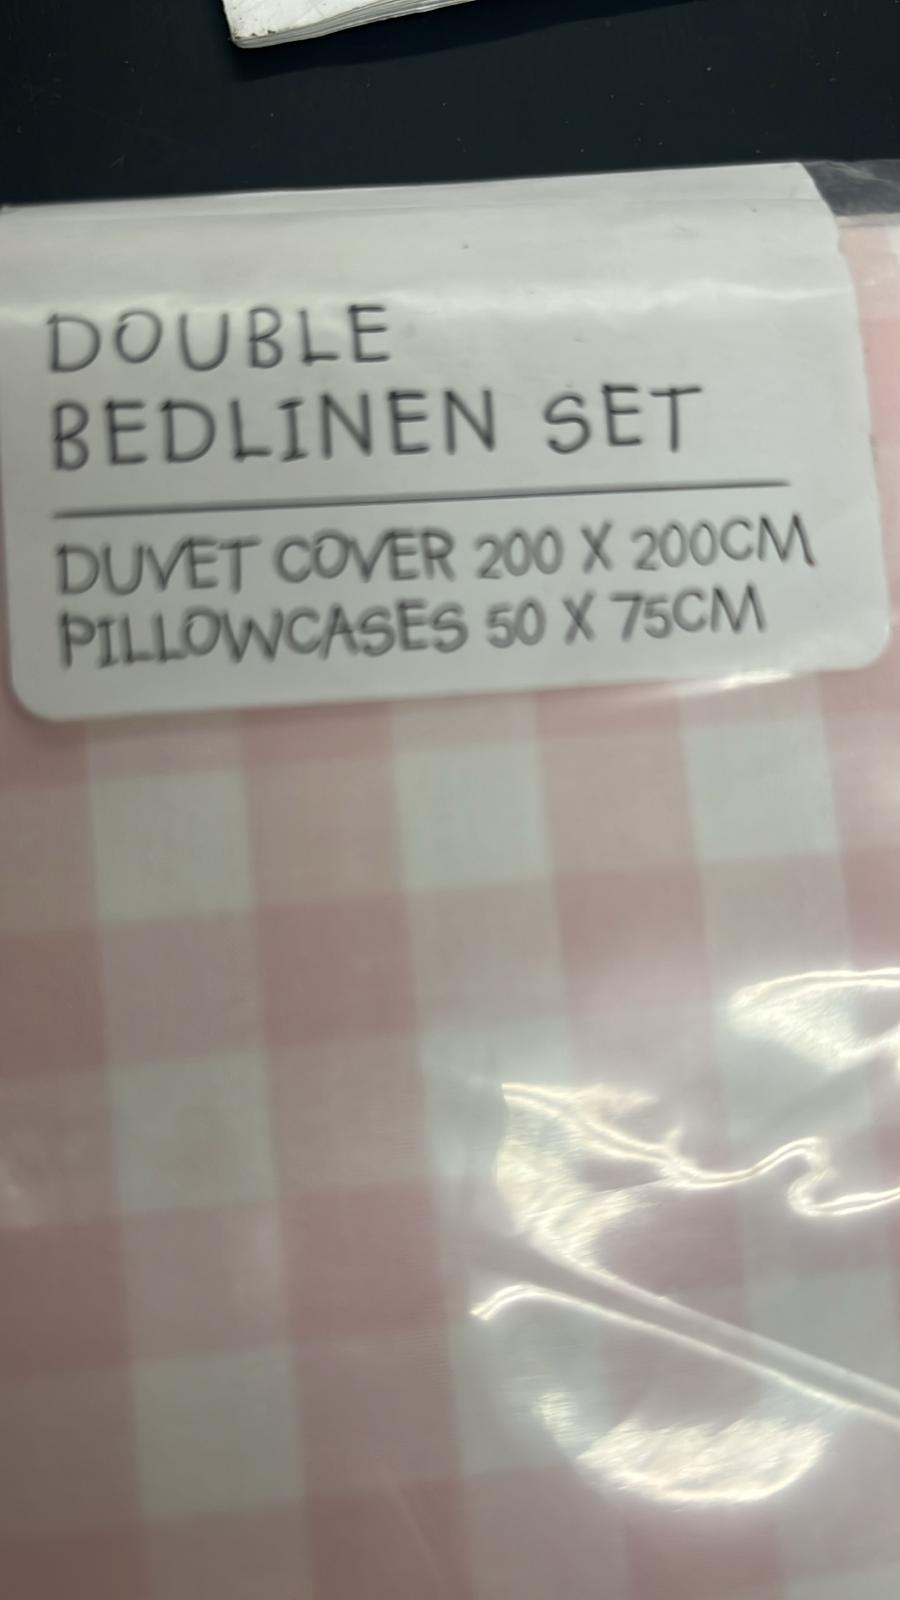 DOUBLE
BEDLINEN SET
DUVET COVER 200 X 200CM
PILLOWCASES 50 X 75CM